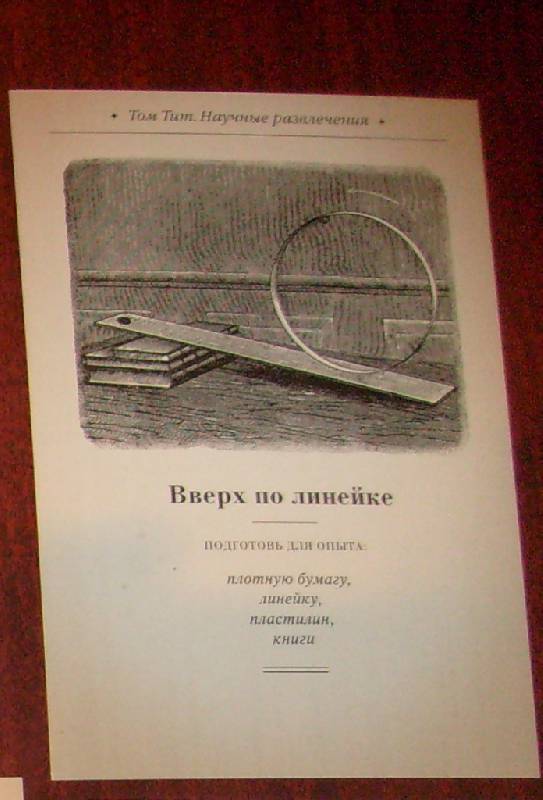 Том Тит. Научные развлечения
Вверх по линейке
ПОДГОТОВЬ ДЛЯ ОПЫТА:
плотную бумагу,
линейку,
пластилин,
книги